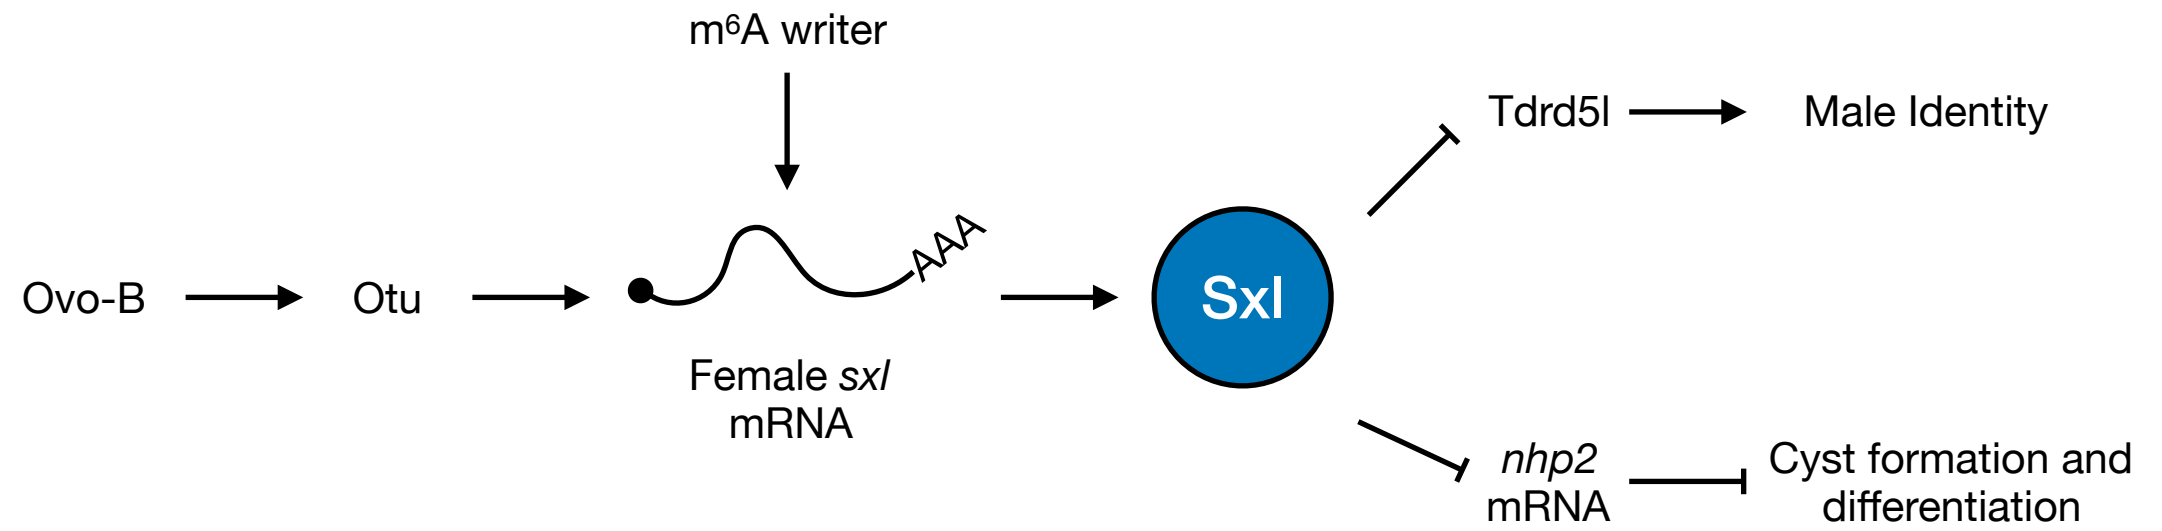 m⁶A writer
Tdrd5l
Male Identity
AAA
Ovo-B
Otu
Sxl
Female sxl
mRNA
nhp2
mRNA
Cyst formation and
differentiation